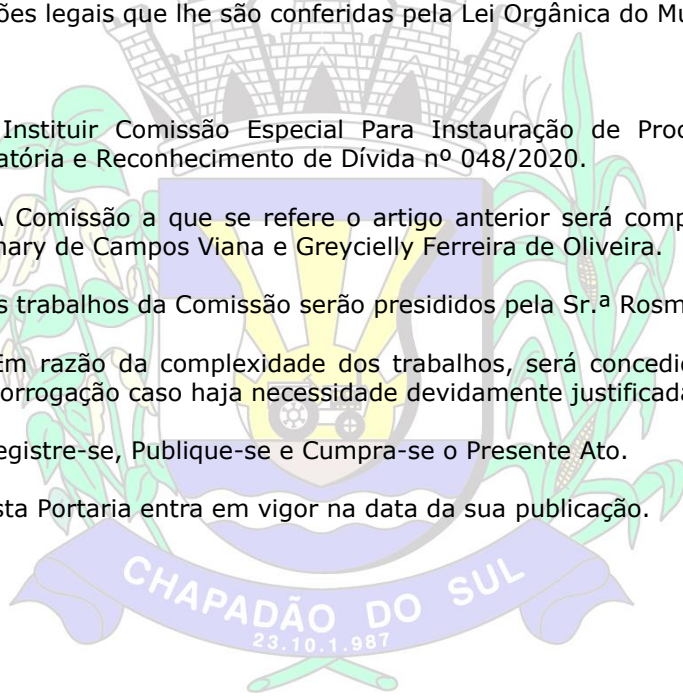 ões legais que lhe são conferidas pela Lei Orgânica do Mu
Instituir Comissão Especial Para Instauração de Proc
atória e Reconhecimento de Dívida nº 048/2020.
A Comissão a que se refere o artigo anterior será comp
nary de Campos Viana e Greycielly Ferreira de Oliveira.
s trabalhos da Comissão serão presididos pela Sr.ª Rosm
Em razão da complexidade dos trabalhos, será concedic
orrogação caso haja necessidade devidamente justificada
egistre-se, Publique-se e Cumpra-se o Presente Ato.
sta Portaria entra em vigor na data da sua publicação.
CHAPADÃO DO SUL
23.10.1.987